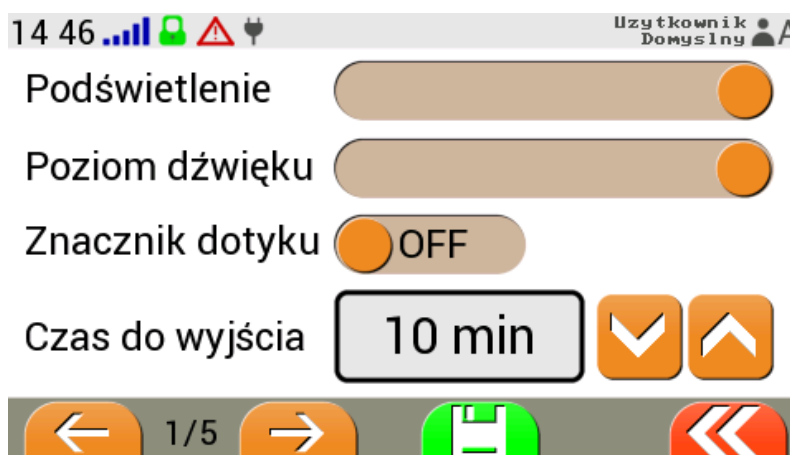 14 46
Uzytkownik
Domyslny
A
Podświetlenie
Poziom dźwięku
Znacznik dotyku
OFF
Czas do wyjścia
10 min
1/5